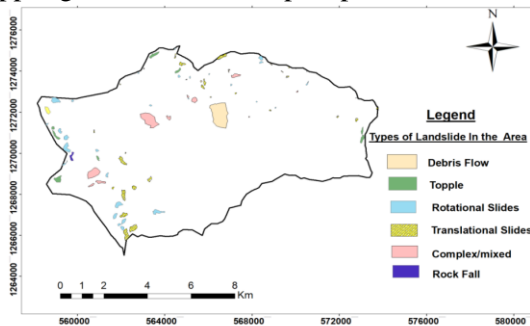 N
1276000
1274000
1272000
1270000
1268000
1266000
1264000
Legend
Types of Landslide In the Area
Debris Flow
Topple
Rotational Slides
Translational Slides
Complex/mixed
Rock Fall
0 1 2 4 6 8
Km
560000 564000 568000 572000 576000 580000